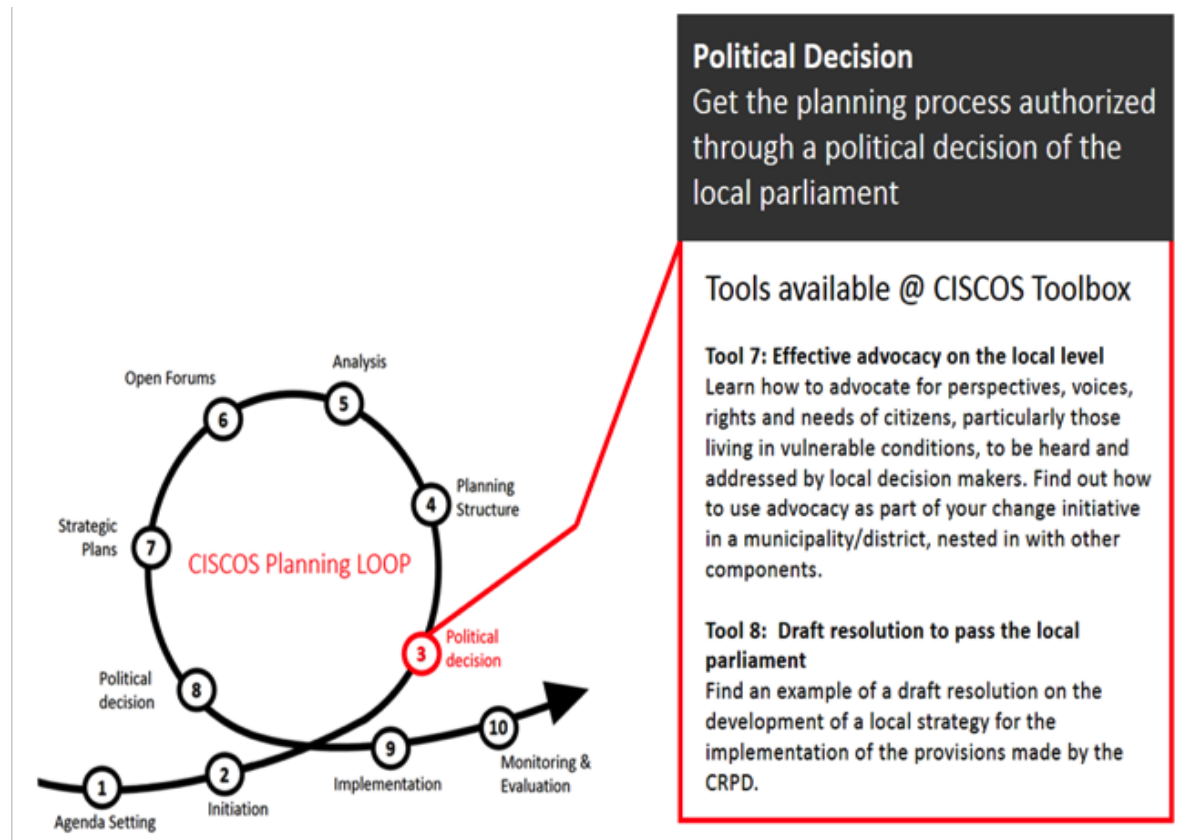 Political Decision
Get the planning process authorized
through a political decision of the
local parliament
Tools available @ CISCOS Toolbox
Tool 7: Effective advocacy on the local level
Learn how to advocate for perspectives, voices,
rights and needs of citizens, particularly those
living in vulnerable conditions, to be heard and
addressed by local decision makers. Find out how
to use advocacy as part of your change initiative
in a municipality/district, nested in with other
components.
Tool 8: Draft resolution to pass the local
parliament
Find an example of a draft resolution on the
development of a local strategy for the
implementation of the provisions made by the
CRPD.
CISCOS Planning LOOP
1
Agenda Setting
2
Initiation
3
Political
decision
4
Planning
Structure
5
Analysis
6
Open Forums
7
Strategic
Plans
8
Political
decision
9
Implementation
10
Monitoring &
Evaluation